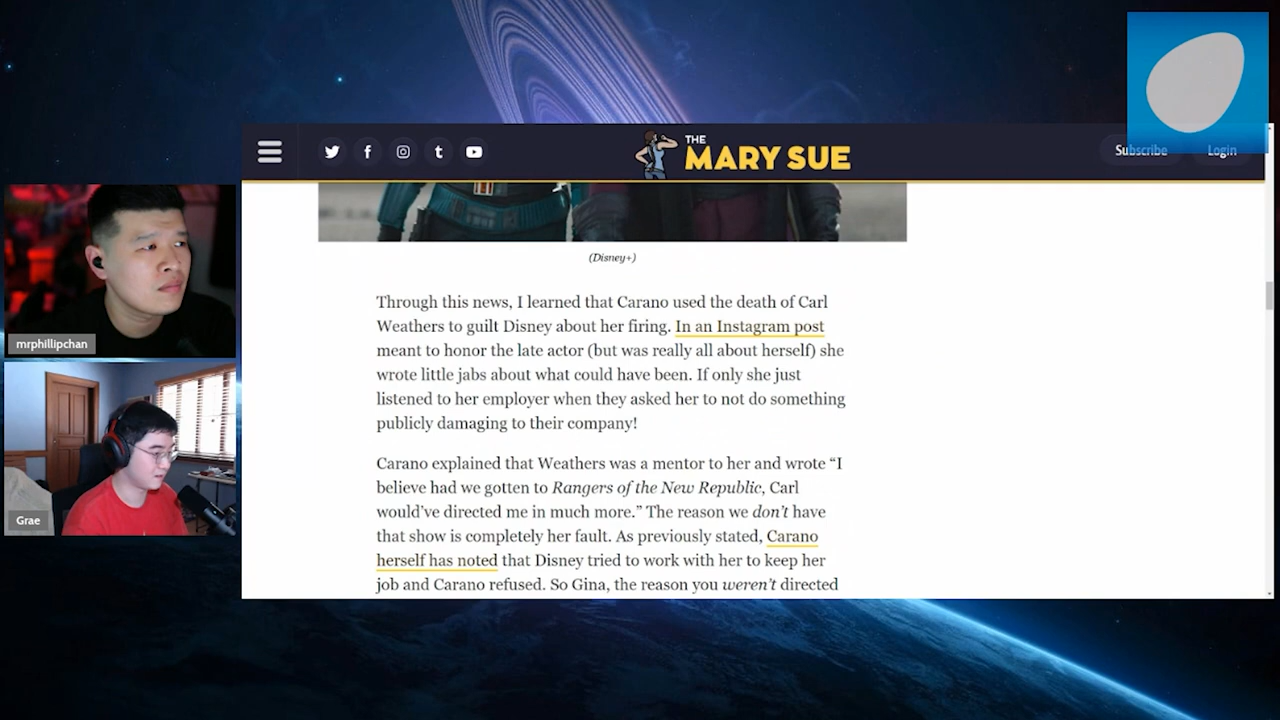 THE
MARY SUE
Subscribe
Login
(Disney+)
Through this news, I learned that Carano used the death of Carl
Weathers to guilt Disney about her firing. In an Instagram post
meant to honor the late actor (but was really all about herself) she
wrote little jabs about what could have been. If only she just
listened to her employer when they asked her to not do something
publicly damaging to their company!
Carano explained that Weathers was a mentor to her and wrote “I
believe had we gotten to Rangers of the New Republic, Carl
would’ve directed me in much more.” The reason we don’t have
that show is completely her fault. As previously stated, Carano
herself has noted that Disney tried to work with her to keep her
job and Carano refused. So Gina, the reason you weren’t directed
mrphillipchan
Grae